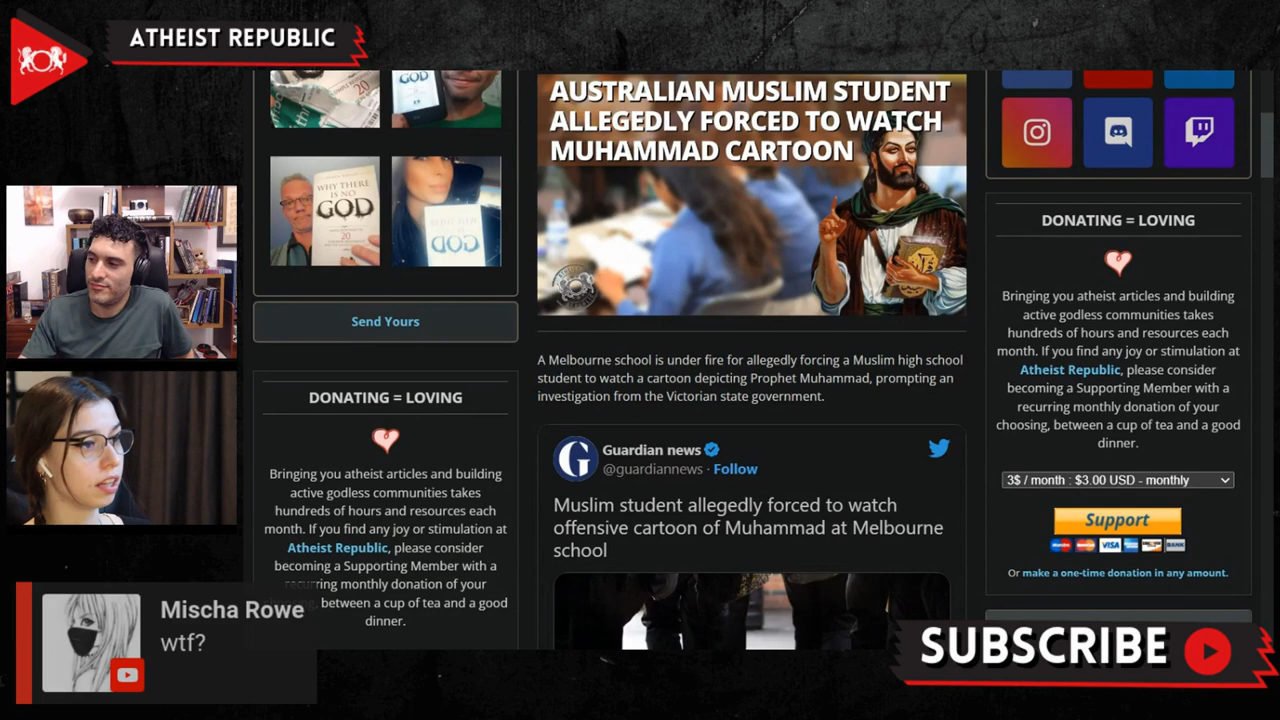 ATHEIST REPUBLIC
GOD
WHY THERE
IS NO
GOD
20
GOD
Send Yours
DONATING = LOVING
Bringing you atheist articles and building
active godless communities takes
hundreds of hours and resources each
month. If you find any joy or stimulation at
Atheist Republic, please consider
becoming a Supporting Member with a
recurring monthly donation of your
, between a cup of tea and a good
dinner.
AUSTRALIAN MUSLIM STUDENT
ALLEGEDLY FORCED TO WATCH
MUHAMMAD CARTOON
A Melbourne school is under fire for allegedly forcing a Muslim high school
student to watch a cartoon depicting Prophet Muhammad, prompting an
investigation from the Victorian state government.
Guardian news
@guardiannews · Follow
Muslim student allegedly forced to watch
offensive cartoon of Muhammad at Melbourne
school
DONATING = LOVING
Bringing you atheist articles and building
active godless communities takes
hundreds of hours and resources each
month. If you find any joy or stimulation at
Atheist Republic, please consider
becoming a Supporting Member with a
recurring monthly donation of your
choosing, between a cup of tea and a good
dinner.
3$ / month : $3.00 USD - monthly
Support
VISA
BANK
Or make a one-time donation in any amount.
Mischa Rowe
wtf?
SUBSCRIBE